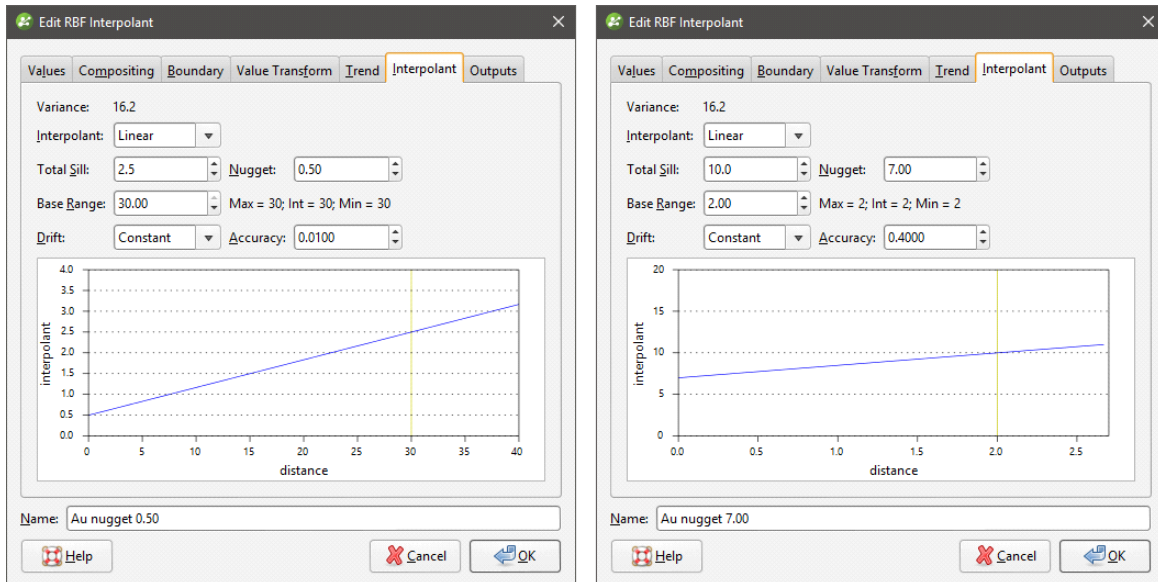 Edit RBF Interpolant
Values Compositing Boundary Value Transform Trend Interpolant Outputs
Variance: 16.2
Interpolant: Linear
Total Sill: 2.5 Nugget: 0.50
Base Range: 30.00 Max = 30; Int = 30; Min = 30
Drift: Constant Accuracy: 0.0100
4.0
3.5
3.0
2.5
2.0
1.5
1.0
0.5
0.0
interpolant
0 5 10 15 20 25 30 35 40
distance
Name: Au nugget 0.50
Help Cancel OK
Edit RBF Interpolant
Values Compositing Boundary Value Transform Trend Interpolant Outputs
Variance: 16.2
Interpolant: Linear
Total Sill: 10.0 Nugget: 7.00
Base Range: 2.00 Max = 2; Int = 2; Min = 2
Drift: Constant Accuracy: 0.4000
20
15
10
5
0
interpolant
0.0 0.5 1.0 1.5 2.0 2.5
distance
Name: Au nugget 7.00
Help Cancel OK